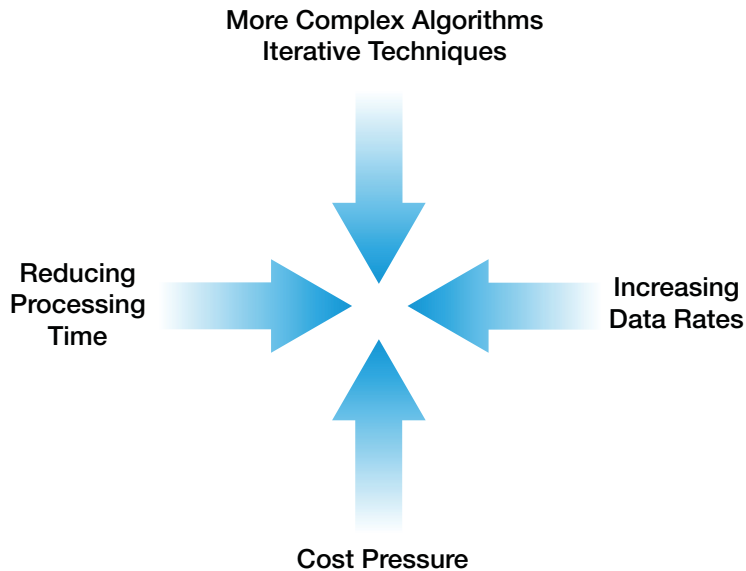 More Complex Algorithms
Iterative Techniques
Reducing
Processing
Time
Increasing
Data Rates
Cost Pressure